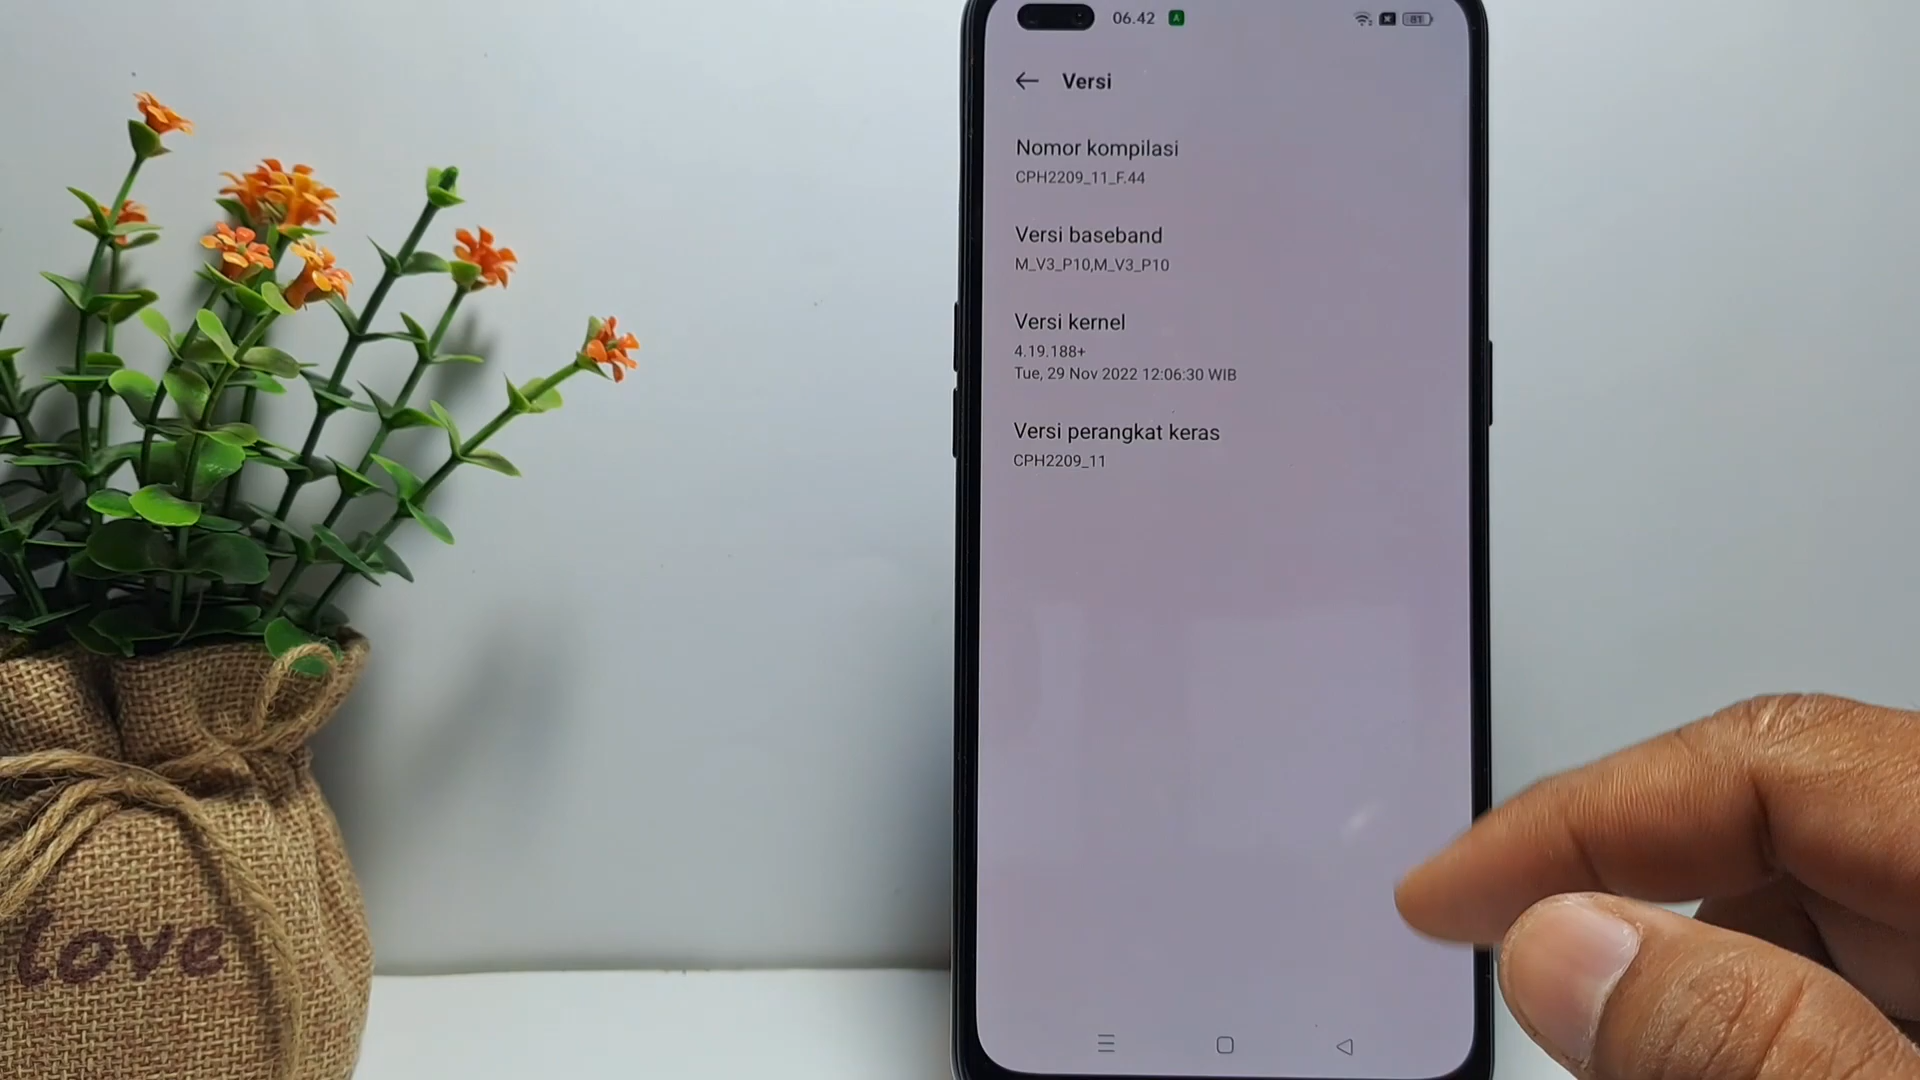 06.42
A
81
Versi
Nomor kompilasi
CPH2209_11_F.44
Versi baseband
M_V3_P10,M_V3_P10
Versi kernel
4.19.188+
Tue, 29 Nov 2022 12:06:30 WIB
Versi perangkat keras
CPH2209_11
love